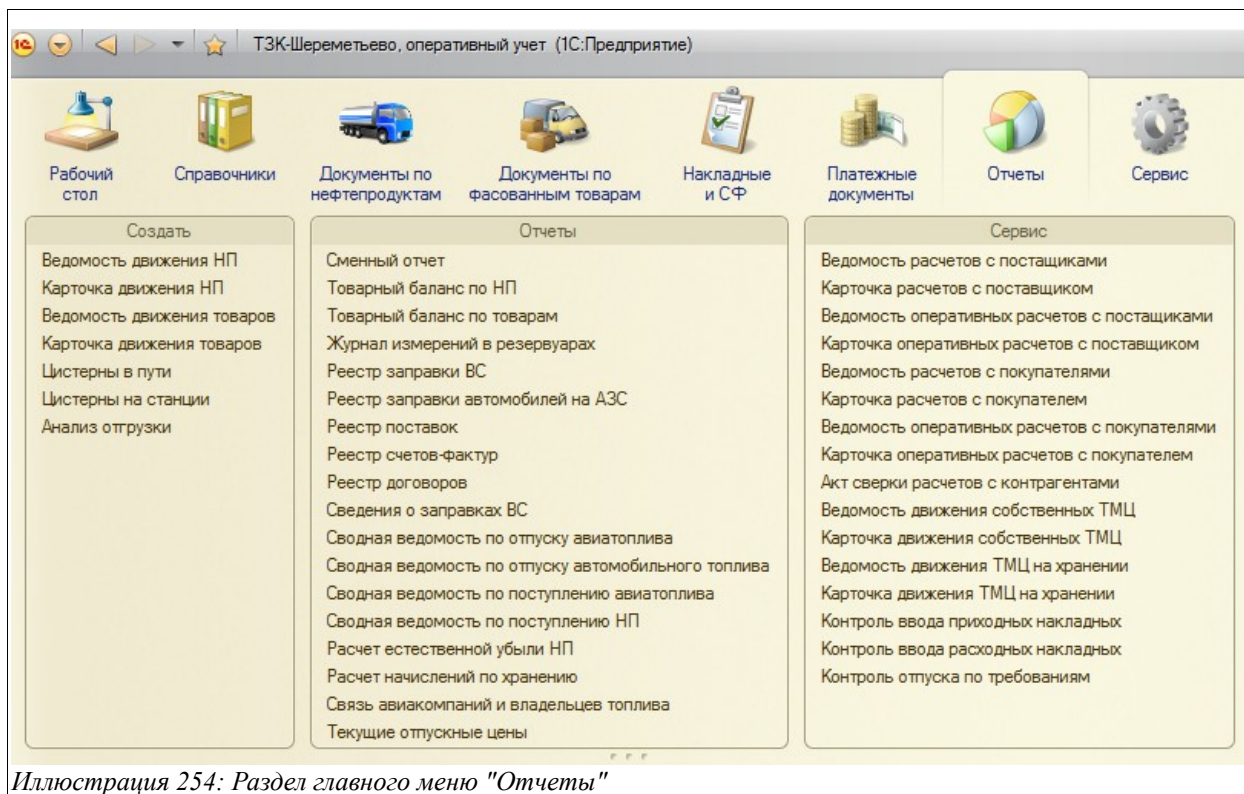 1С ТЗК-Шереметьево, оперативный учет (1С:Предприятие)
Рабочий
стол
Справочники
Документы по
нефтепродуктам
Документы по
фасованным товарам
Накладные
и СФ
Платежные
документы
Отчеты
Сервис
Создать
Ведомость движения НП
Карточка движения НП
Ведомость движения товаров
Карточка движения товаров
Цистерны в пути
Цистерны на станции
Анализ отгрузки
Отчеты
Сменный отчет
Товарный баланс по НП
Товарный баланс по товарам
Журнал измерений в резервуарах
Реестр заправки ВС
Реестр заправки автомобилей на АЗС
Реестр поставок
Реестр счетов-фактур
Реестр договоров
Сведения о заправках ВС
Сводная ведомость по отпуску авиатоплива
Сводная ведомость по отпуску автомобильного топлива
Сводная ведомость по поступлению авиатоплива
Сводная ведомость по поступлению НП
Расчет естественной убыли НП
Расчет начислений по хранению
Связь авиакомпаний и владельцев топлива
Текущие отпускные цены
Сервис
Ведомость расчетов с постащиками
Карточка расчетов с поставщиком
Ведомость оперативных расчетов с постащиками
Карточка оперативных расчетов с поставщиком
Ведомость расчетов с покупателями
Карточка расчетов с покупателем
Ведомость оперативных расчетов с покупателями
Карточка оперативных расчетов с покупателем
Акт сверки расчетов с контрагентами
Ведомость движения собственных ТМЦ
Карточка движения собственных ТМЦ
Ведомость движения ТМЦ на хранении
Карточка движения ТМЦ на хранении
Контроль ввода приходных накладных
Контроль ввода расходных накладных
Контроль отпуска по требованиям
Иллюстрация 254: Раздел главного меню "Отчеты"